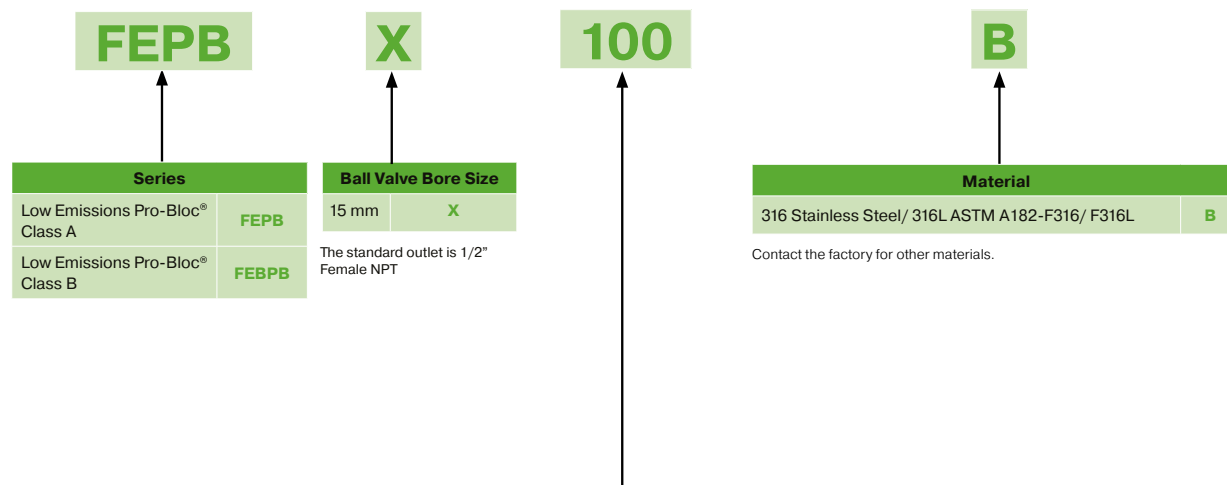 FEPB X 100 B
Series
Low Emissions Pro-Bloc®
Class A
FEPB
Low Emissions Pro-Bloc®
Class B
FEBPB
Ball Valve Bore Size
15 mm X
The standard outlet is 1/2”
Female NPT
Material
316 Stainless Steel/ 316L ASTM A182-F316/ F316L B
Contact the factory for other materials.